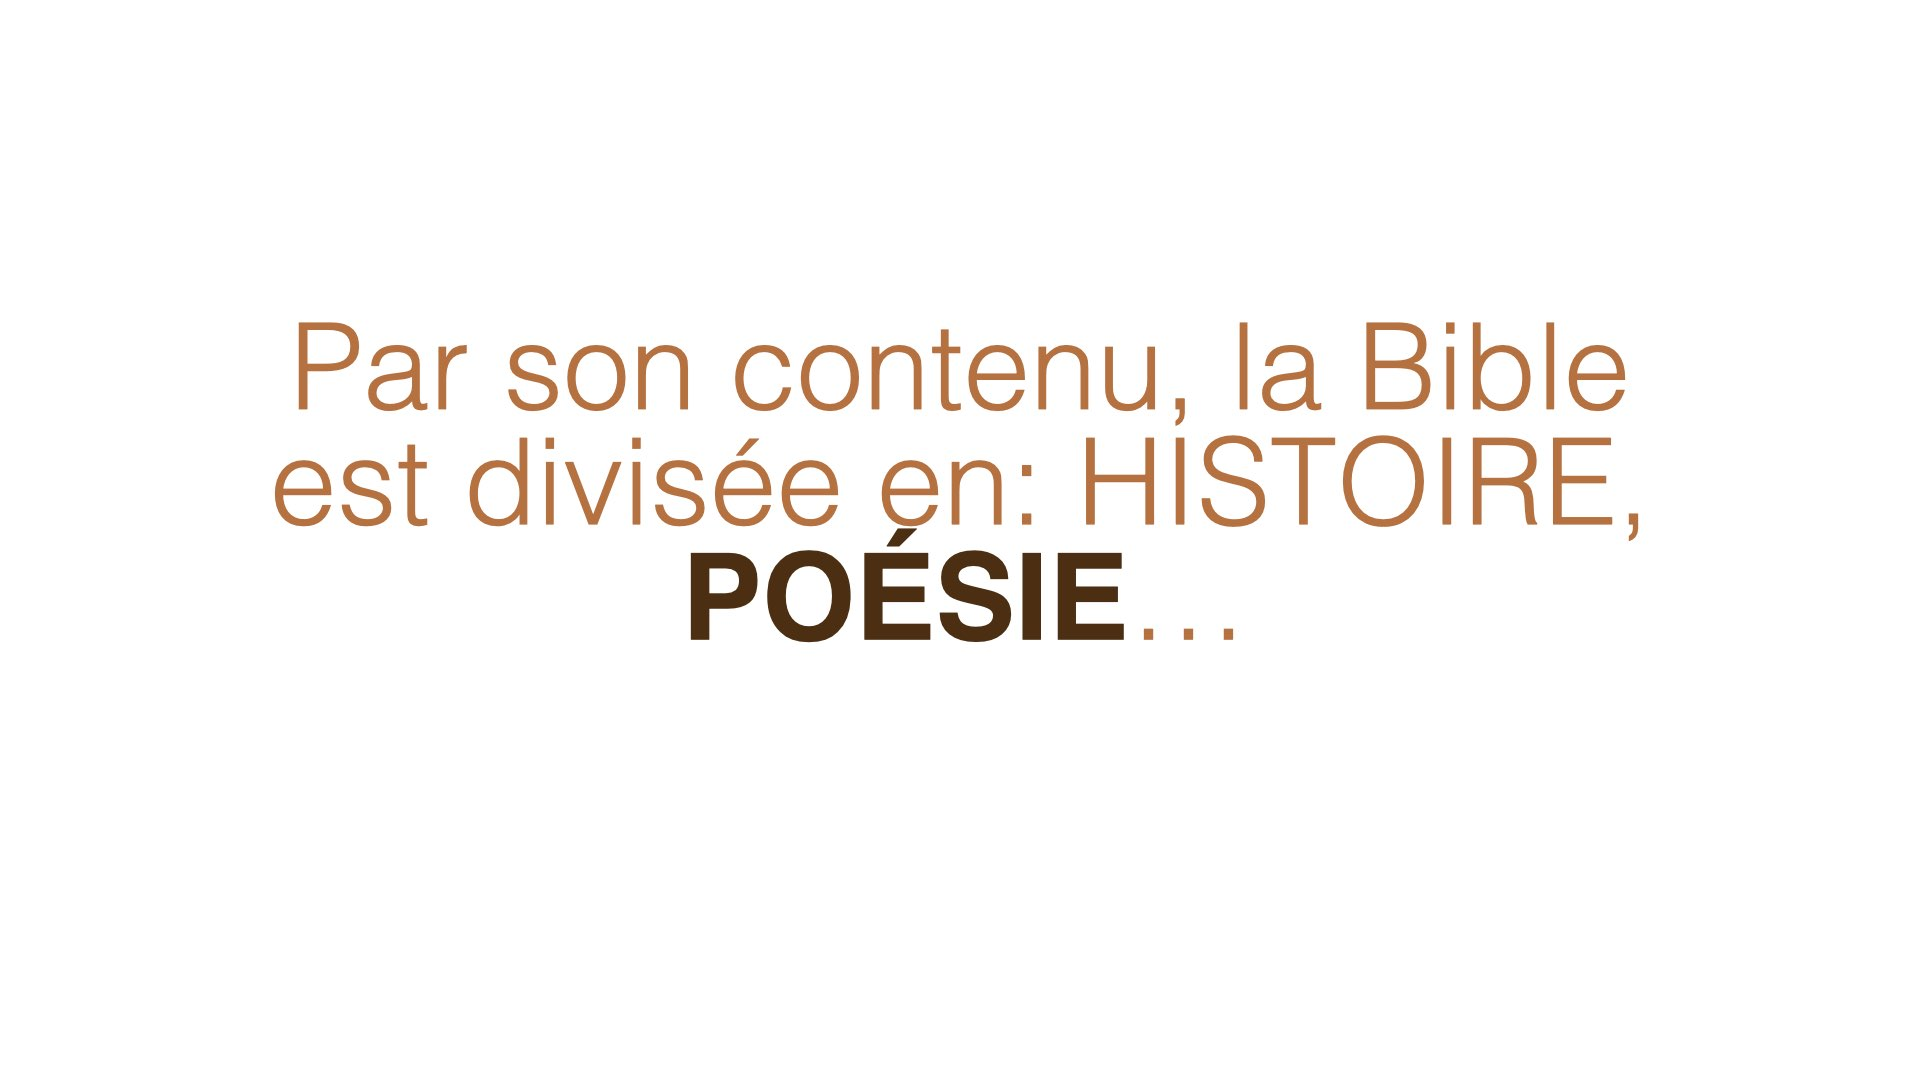 Par son contenu, la Bible
est divisée en: HISTOIRE,
POÉSIE…